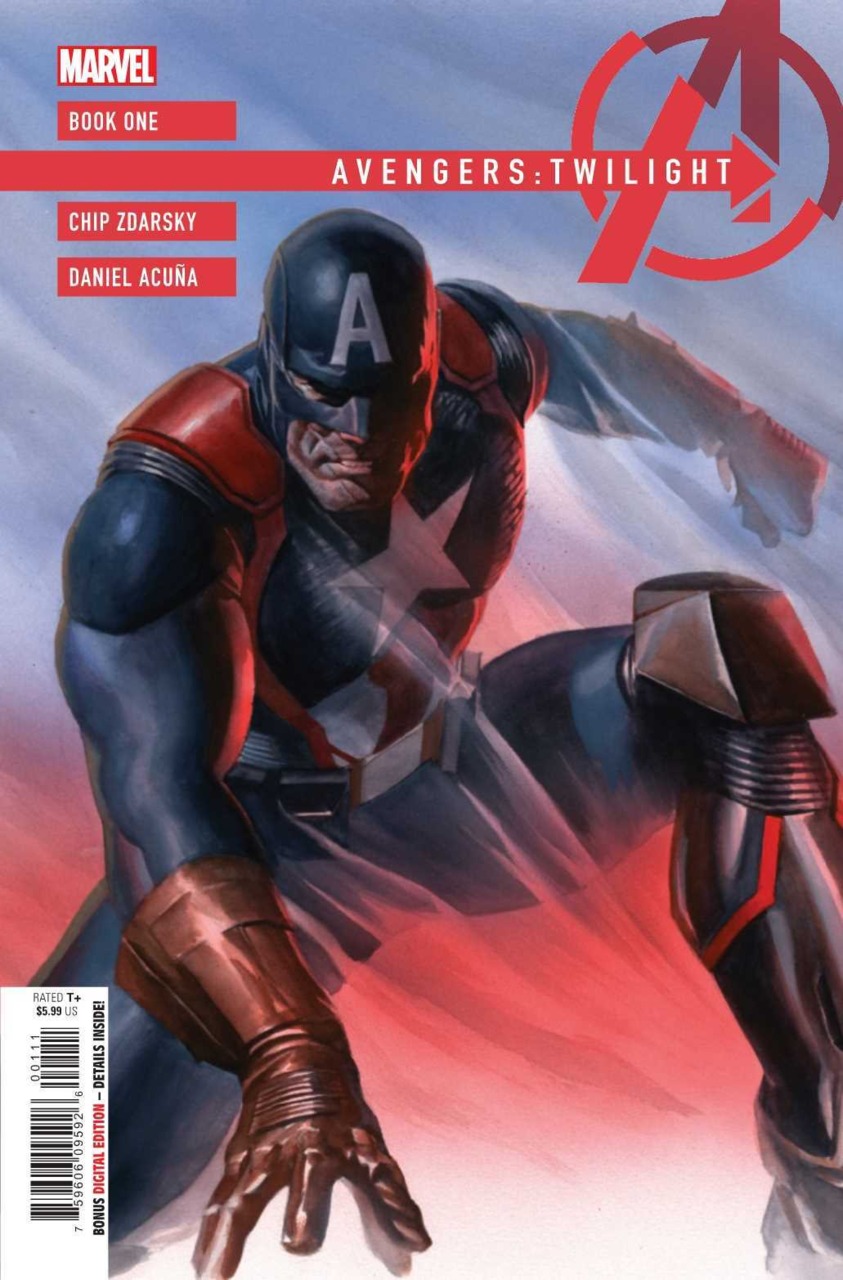 MARVEL
BOOK ONE
AVENGERS:TWILIGHT
CHIP ZDARSKY
DANIEL ACUÑA
A
A
RATED T+
$5.99 US
00111
7 59606 09592 6
BONUS DIGITAL EDITION – DETAILS INSIDE!